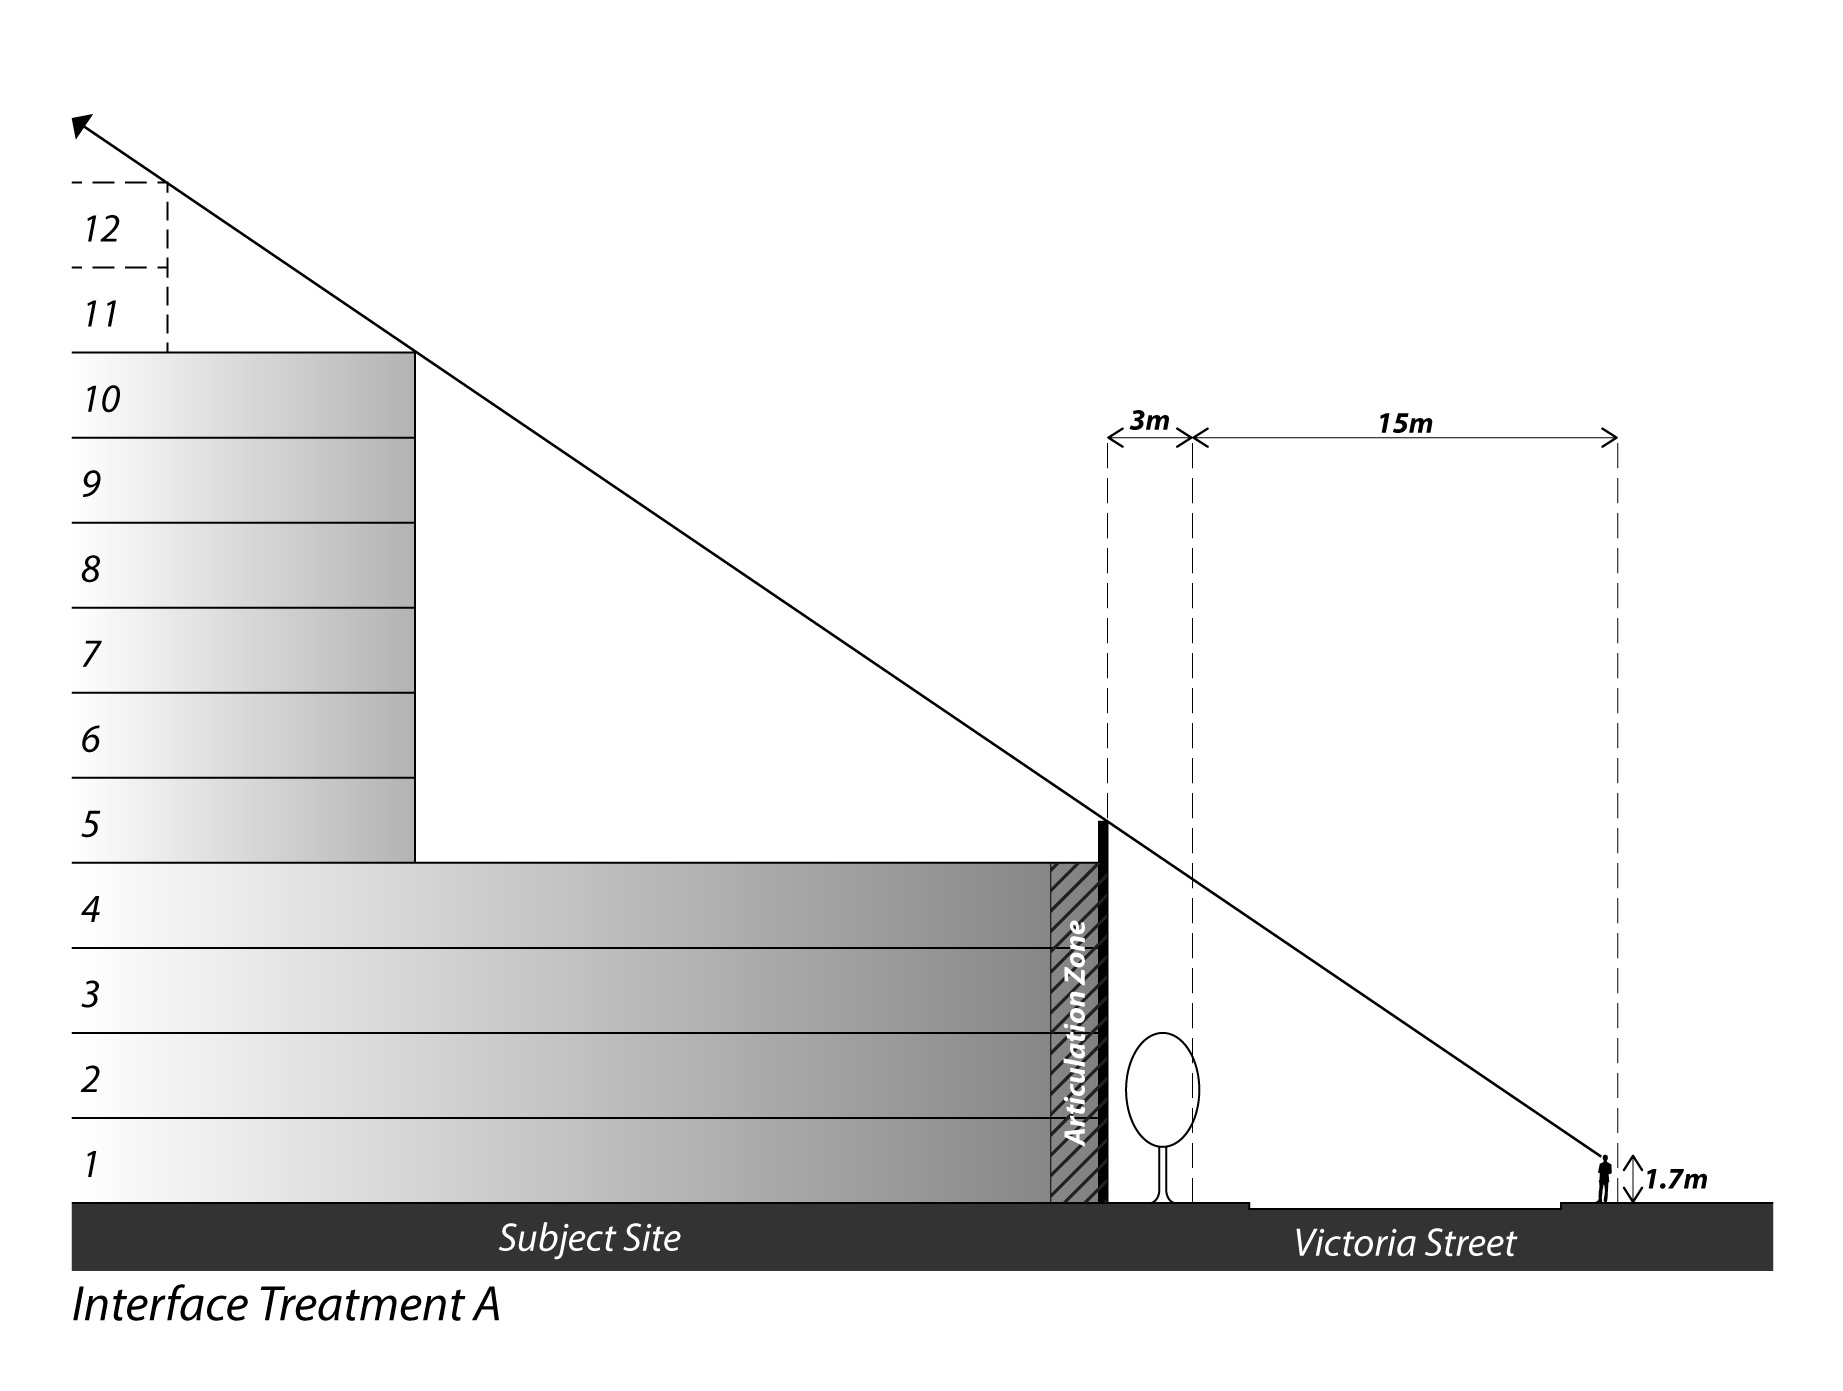 12
11
10
3m
15m
9
8
7
6
5
4
3
2
1
Articulation Zone
1.7m
Subject Site
Victoria Street
Interface Treatment A